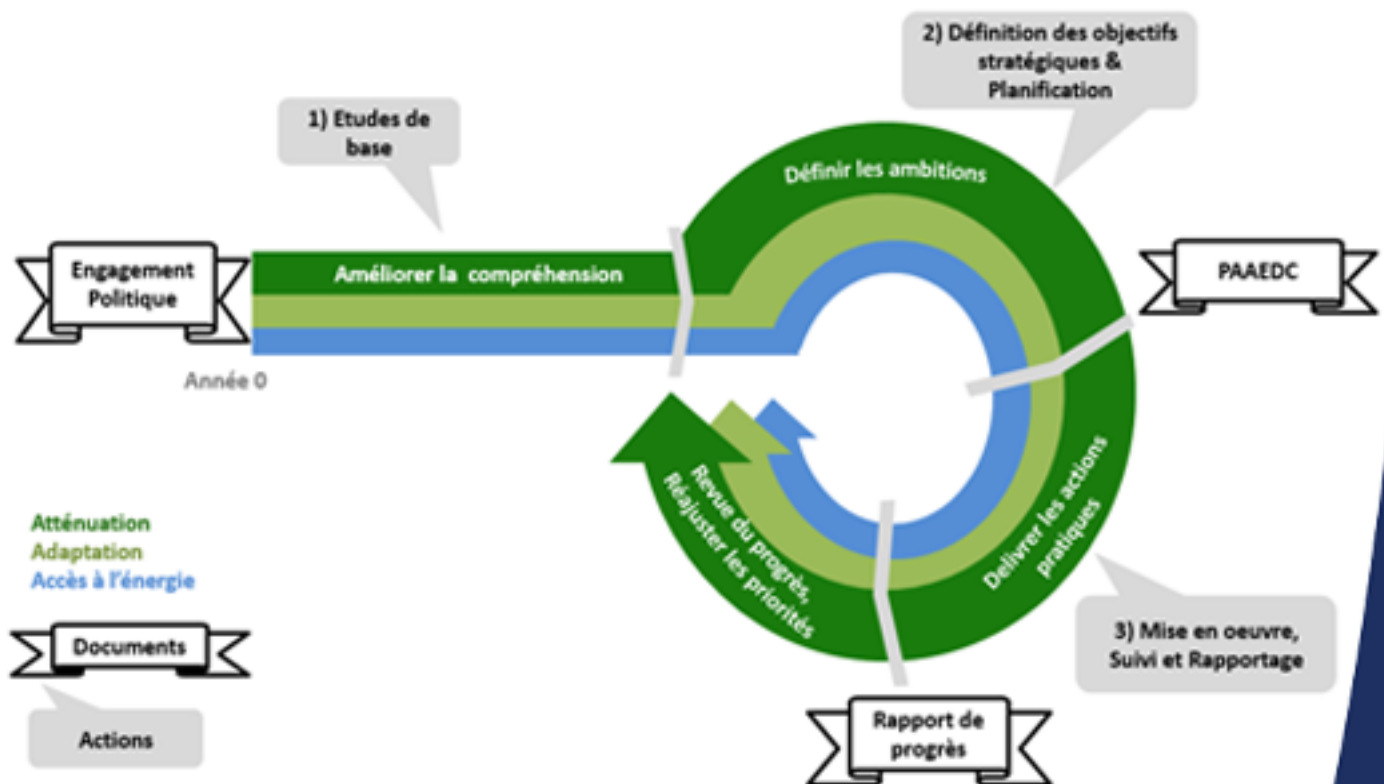 2) Définition des objectifs
stratégiques &
Planification
1) Etudes de
base
Définir les ambitions
Engagement
Politique
Améliorer la compréhension
PAAEDC
Année 0
Revue du progrès,
Réajuster les priorités
Delivrer les actions
pratiques
Atténuation
Adaptation
Accès à l'énergie
3) Mise en oeuvre,
Suivi et Rapportage
Documents
Actions
Rapport de
progrès